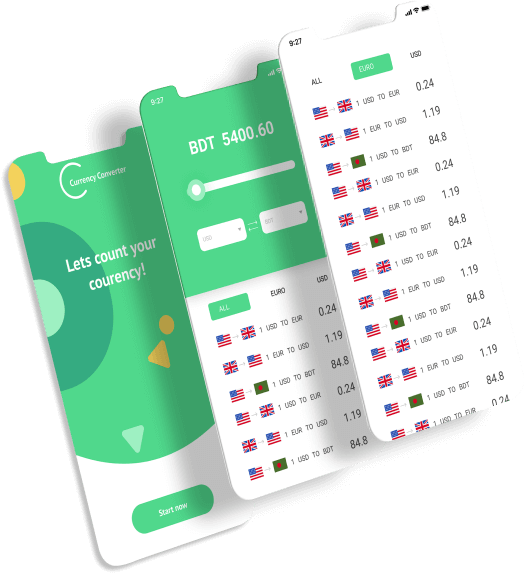 Currency Converter
Lets count your
courency!
Start now
9:27
BDT 5400.60
USD
BDT
ALL
EURO
USD
1 USD TO EUR 0.24
1 EUR TO USD 1.19
1 USD TO BDT 84.8
1 USD TO EUR 0.24
1 EUR TO USD 1.19
1 USD TO BDT 84.8
9:27
ALL
EURO
USD
1 USD TO EUR 0.24
1 EUR TO USD 1.19
1 USD TO BDT 84.8
1 USD TO EUR 0.24
1 EUR TO USD 1.19
1 USD TO BDT 84.8
1 USD TO EUR 0.24
1 EUR TO USD 1.19
1 USD TO BDT 84.8
1 USD TO EUR 0.24
1 EUR TO USD 1.19
1 USD TO BDT 84.8
1 USD TO EUR 0.24